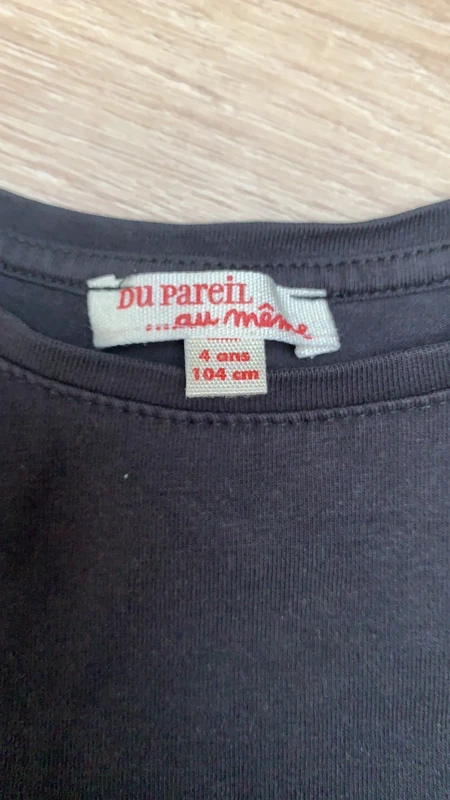 DU PAREIL
...au même
4 ans
104 cm